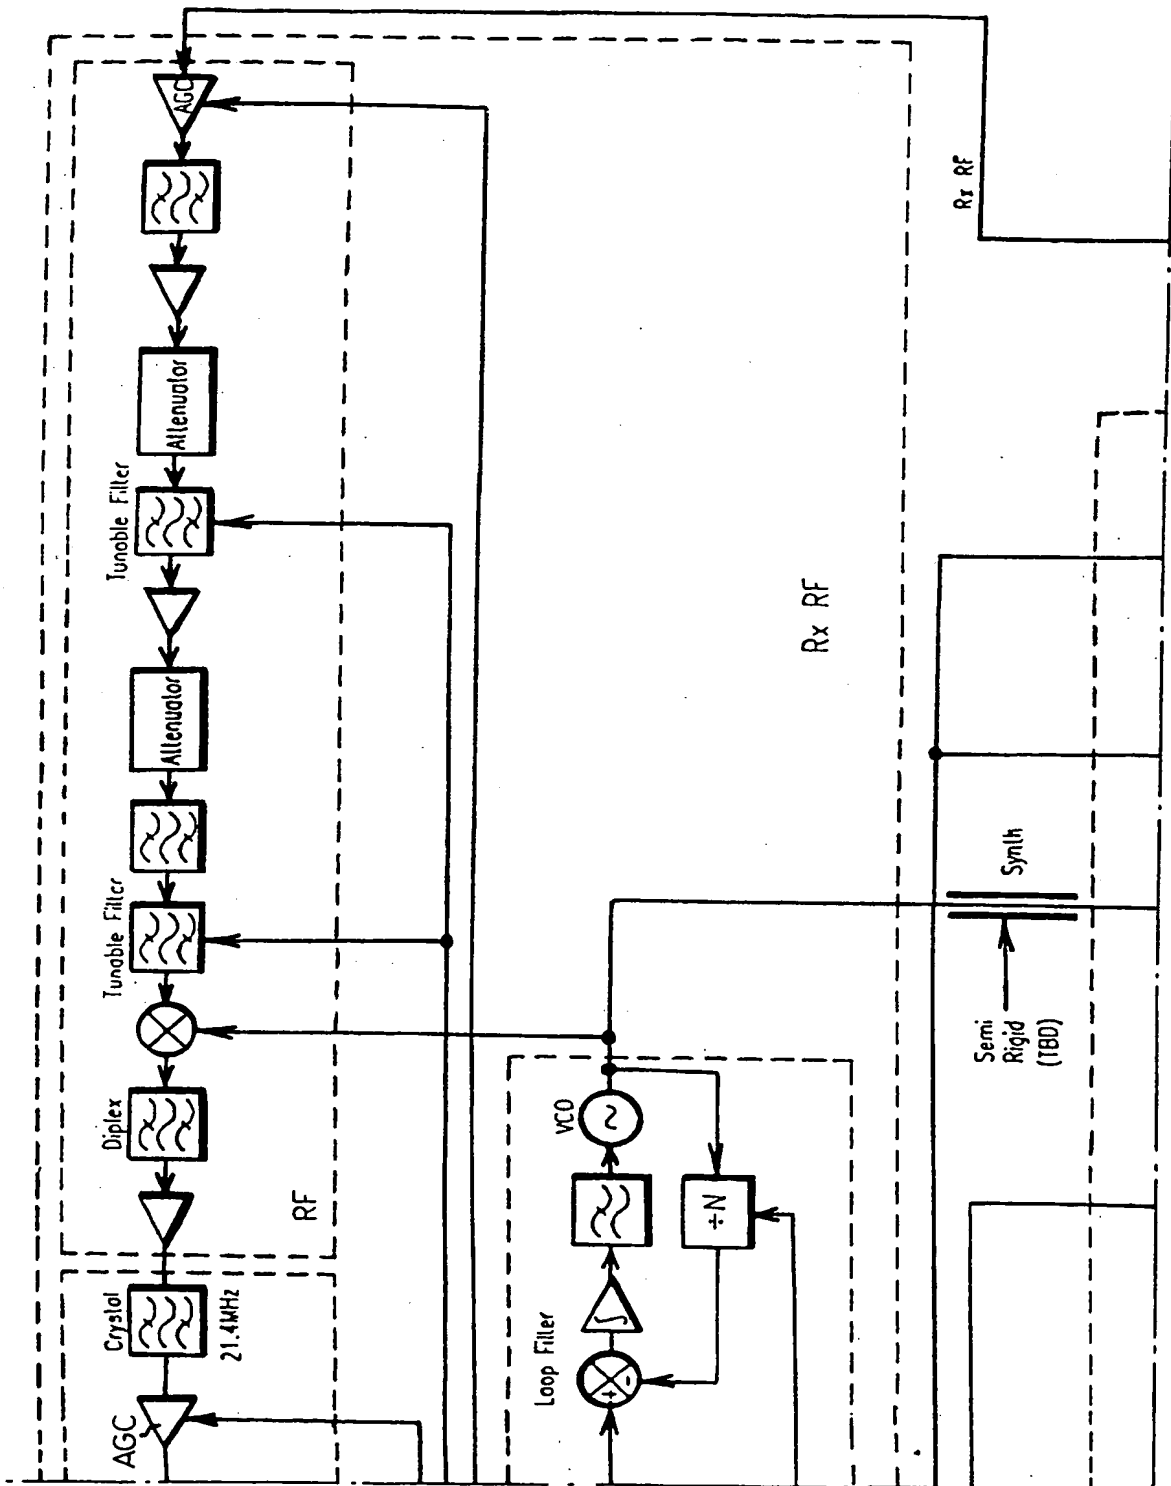 AGC
Attenuator
Tunable Filter
Attenuator
Tunable Filter
Diplex
RF
Crystal
21.4MHz
AGC
VCO
÷N
Loop Filter
+
-
Rx RF
Rx RF
Synth
Semi
Rigid
(TBD)